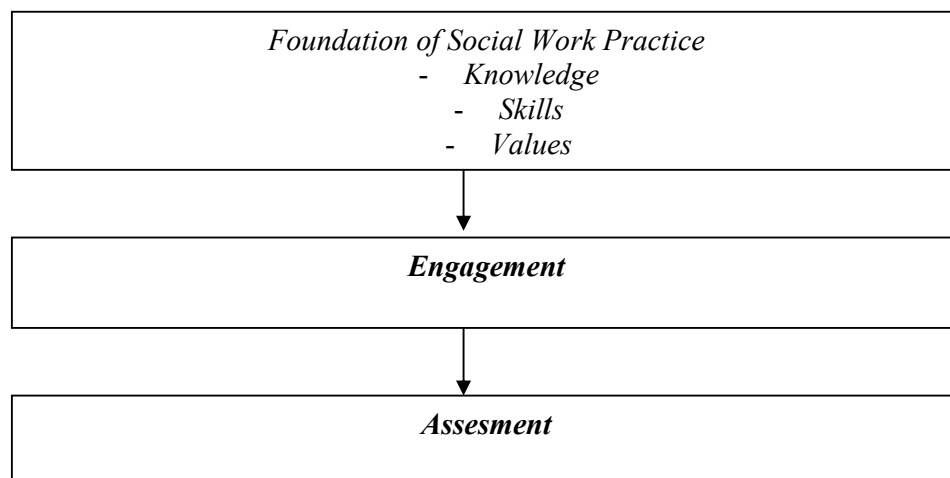 Foundation of Social Work Practice
- Knowledge
- Skills
- Values
Engagement
Assesment